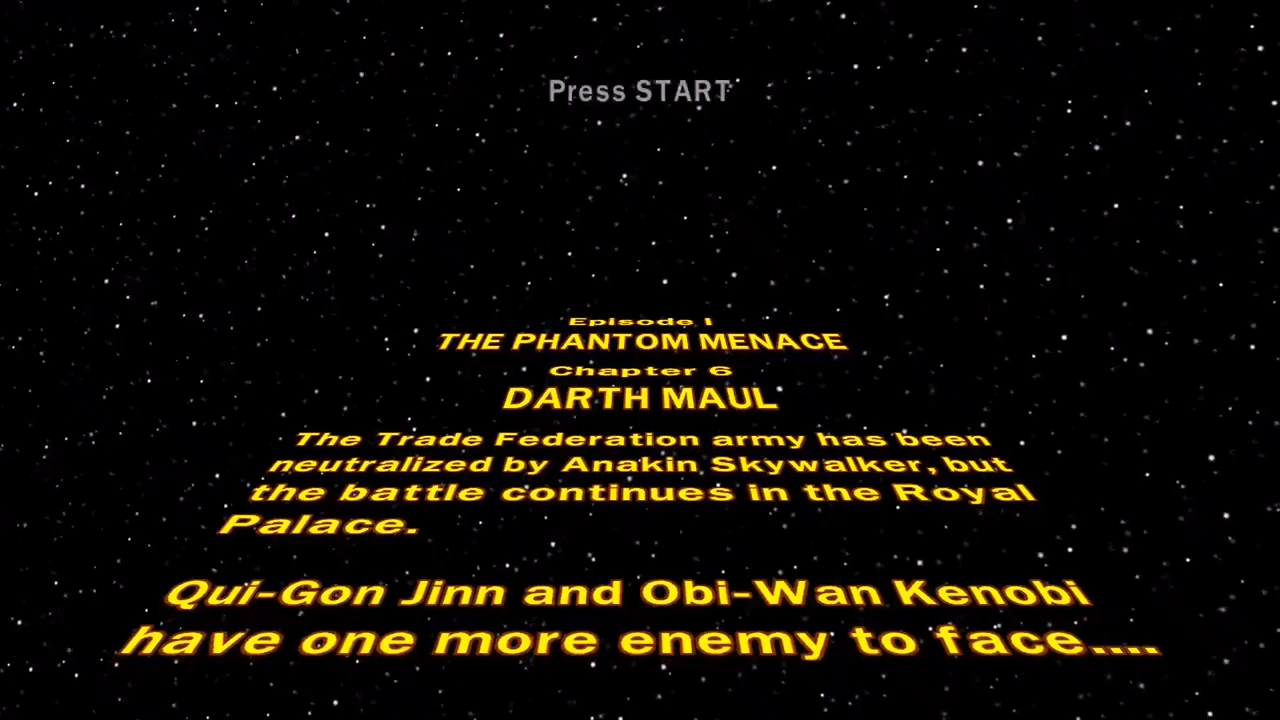 Press START
Episode I
THE PHANTOM MENACE
Chapter 6
DARTH MAUL
The Trade Federation army has been
neutralized by Anakin Skywalker, but
the battle continues in the Royal
Palace.
Qui-Gon Jinn and Obi-Wan Kenobi
have one more enemy to face....